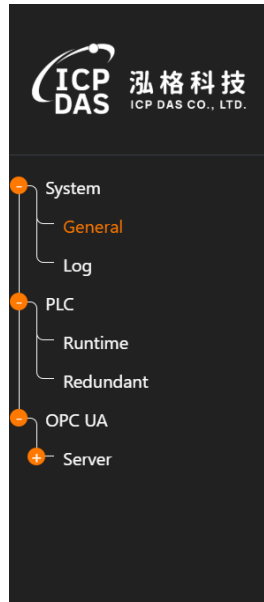 ICP
DAS
泓格科技
ICP DAS CO., LTD.
System
General
Log
PLC
Runtime
Redundant
OPC UA
Server